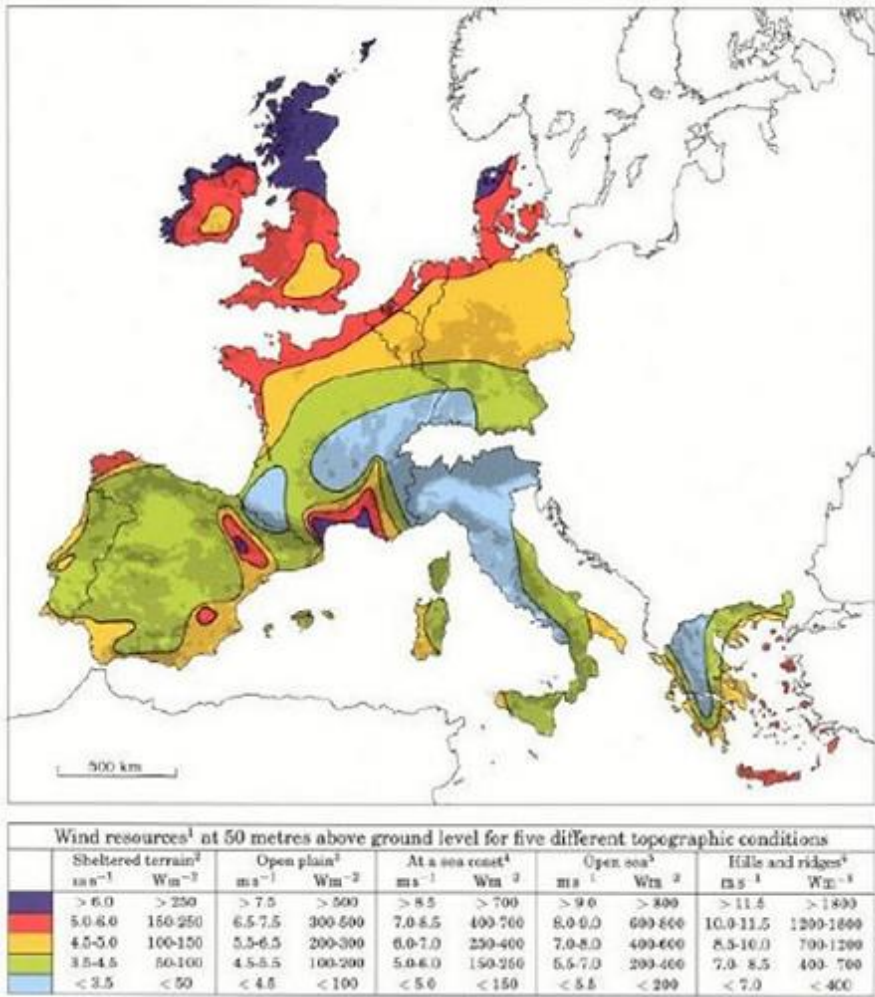 500 km
Wind resources¹ at 50 metres above ground level for five different topographic conditions
Sheltered terrain² Open plain³ At a sea coast⁴ Open sea⁵ Hills and ridges⁶
m s⁻¹ Wm⁻² m s⁻¹ Wm⁻² m s⁻¹ Wm⁻² m s⁻¹ Wm⁻² m s⁻¹ Wm⁻²
> 6.0 > 250 > 7.5 > 500 > 8.5 > 700 > 9.0 > 800 > 11.5 > 1800
5.0-6.0 150-250 6.5-7.5 300-500 7.0-8.5 400-700 8.0-9.0 600-800 10.0-11.5 1200-1800
4.5-5.0 100-150 5.5-6.5 200-300 6.0-7.0 250-400 7.0-8.0 400-600 8.5-10.0 700-1200
3.5-4.5 50-100 4.5-5.5 100-200 5.0-6.0 150-250 5.5-7.0 200-400 7.0- 8.5 400- 700
< 3.5 < 50 < 4.5 < 100 < 5.0 < 150 < 5.5 < 200 < 7.0 < 400